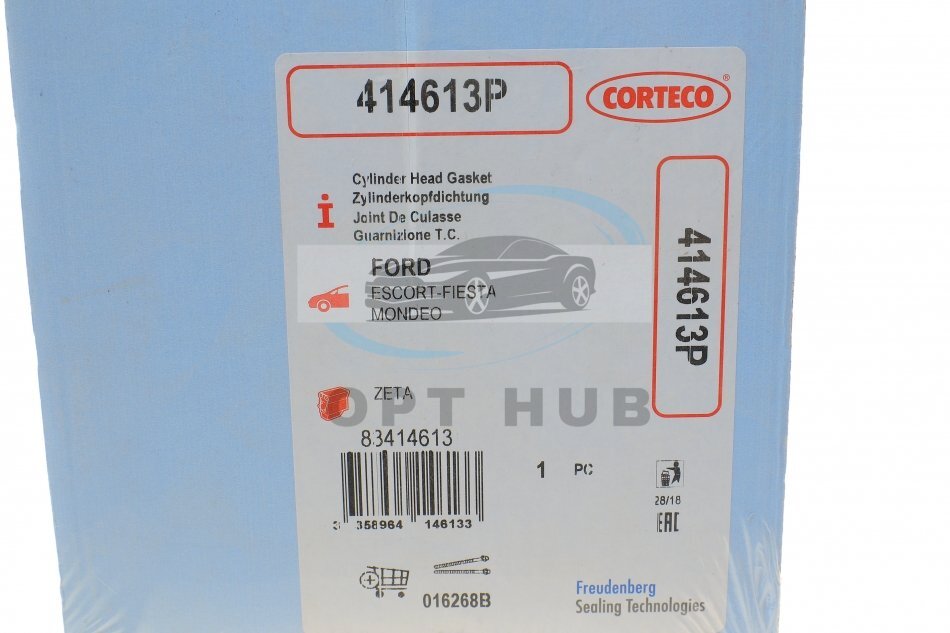 414613P
CORTECO®
Cylinder Head Gasket
Zylinderkopfdichtung
Joint De Culasse
Guarnizione T.C.
i
FORD
ESCORT-FIESTA
MONDEO
414613P
ZETA
OPT HUB
83414613
1 PC
3 358964 146133
28/18
EAC
016268B
Freudenberg
Sealing Technologies